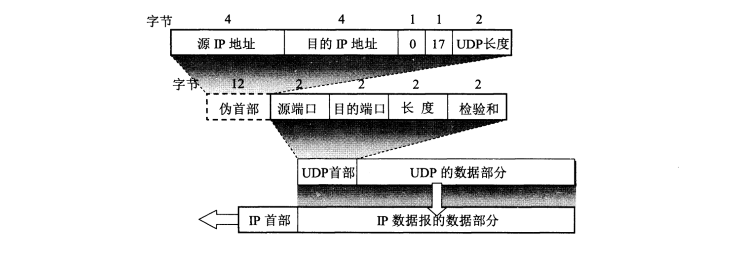 字节 4 4 1 1 2
源 IP 地址 目的 IP 地址 0 17 UDP长度
字节 12 2 2 2 2
伪首部 源端口 目的端口 长 度 检验和
UDP首部 UDP 的数据部分
IP 首部 IP 数据报的数据部分